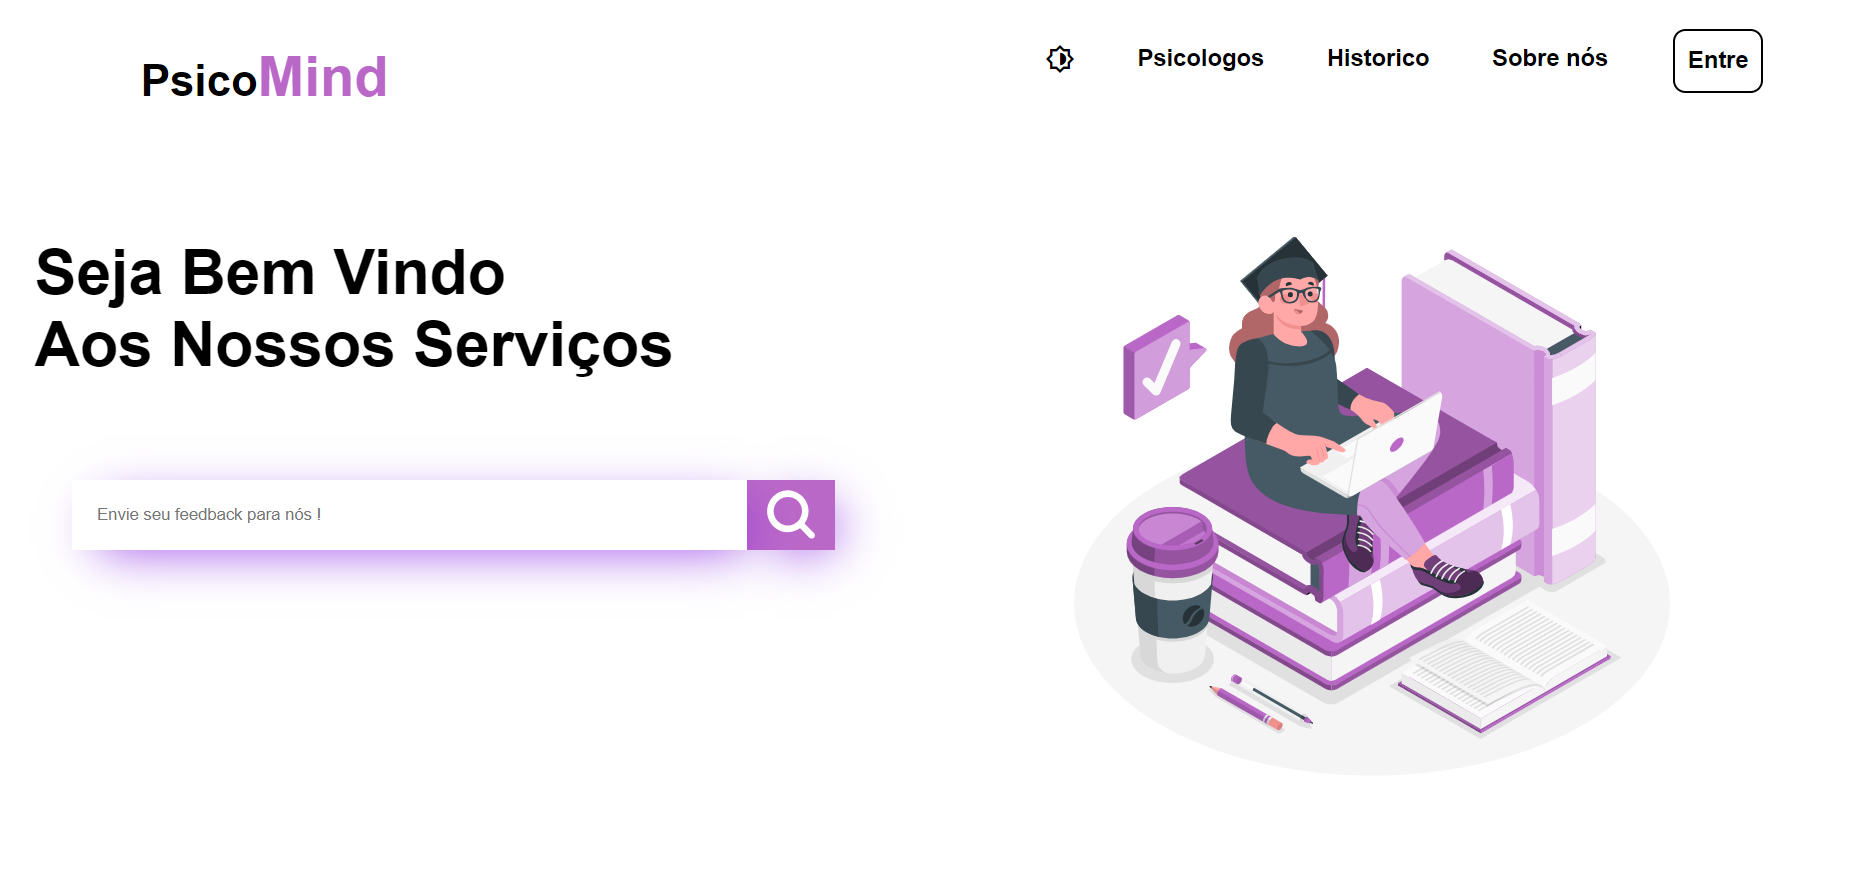 PsicoMind
Psicologos
Historico
Sobre nós
Entre
Seja Bem Vindo
Aos Nossos Serviços
Envie seu feedback para nós !